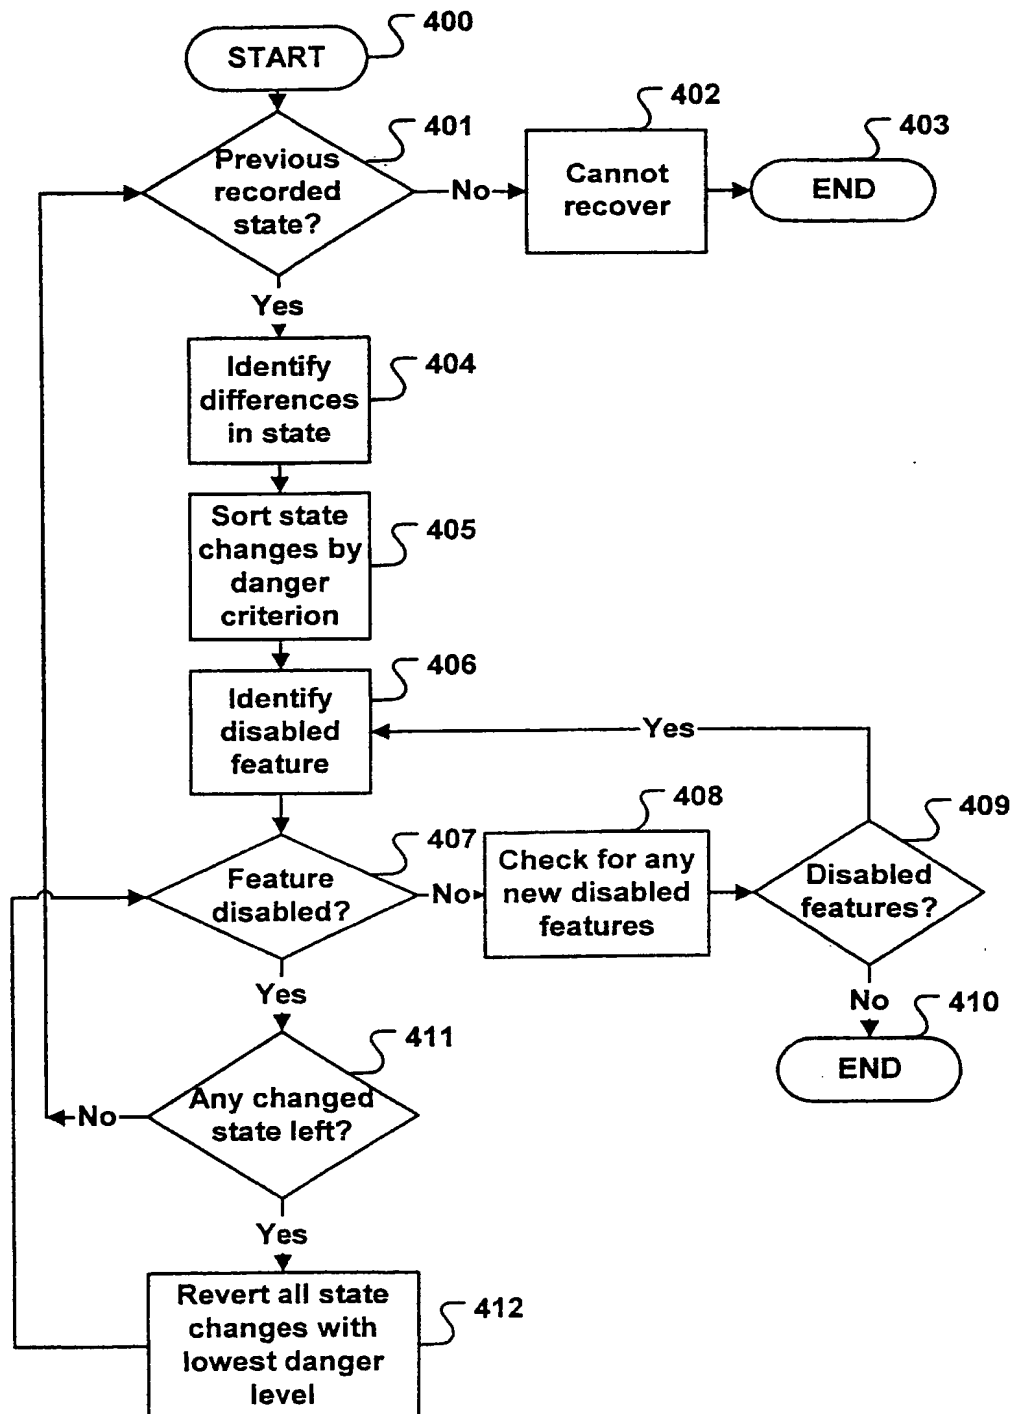 START
400
Previous
recorded
state?
401
No
Cannot
recover
402
END
403
Yes
Identify
differences
in state
404
Sort state
changes by
danger
criterion
405
Identify
disabled
feature
406
Yes
Feature
disabled?
407
No
Check for any
new disabled
features
408
Disabled
features?
409
No
END
410
Yes
Any changed
state left?
411
No
Yes
Revert all state
changes with
lowest danger
level
412